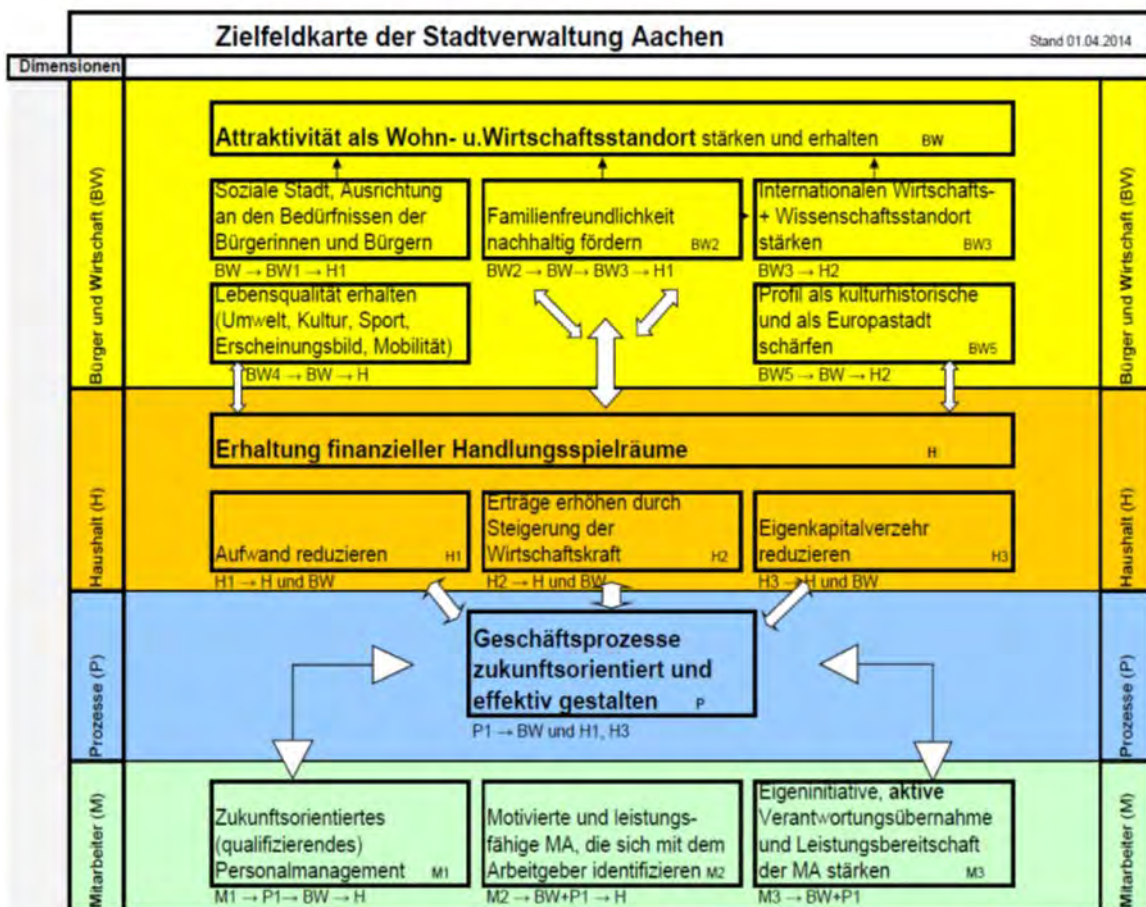 Zielfeldkarte der Stadtverwaltung Aachen
Stand 01.04.2014
Dimensionen
Bürger und Wirtschaft (BW)
Attraktivität als Wohn- u.Wirtschaftsstandort stärken und erhalten BW
Soziale Stadt, Ausrichtung
an den Bedürfnissen der
Bürgerinnen und Bürgern
BW → BW1 → H1
Familienfreundlichkeit
nachhaltig fördern BW2
BW2 → BW→ BW3 → H1
Internationalen Wirtschafts-
+ Wissenschaftsstandort
stärken BW3
BW3 → H2
Lebensqualität erhalten
(Umwelt, Kultur, Sport,
Erscheinungsbild, Mobilität)
BW4 → BW → H
Profil als kulturhistorische
und als Europastadt
schärfen BW5
BW5 → BW → H2
Bürger und Wirtschaft (BW)
Haushalt (H)
Erhaltung finanzieller Handlungsspielräume H
Aufwand reduzieren H1
H1 → H und BW
Erträge erhöhen durch
Steigerung der
Wirtschaftskraft H2
H2 → H und BW
Eigenkapitalverzehr
reduzieren H3
H3 → H und BW
Haushalt (H)
Prozesse (P)
Geschäftsprozesse
zukunftsorientiert und
effektiv gestalten P
P1 → BW und H1, H3
Prozesse (P)
Mitarbeiter (M)
Zukunftsorientiertes
(qualifizierendes)
Personalmanagement M1
M1 → P1→ BW → H
Motivierte und leistungs-
fähige MA, die sich mit dem
Arbeitgeber identifizieren M2
M2 → BW+P1 → H
Eigeninitiative, aktive
Verantwortungsübernahme
und Leistungsbereitschaft
der MA stärken M3
M3 → BW+P1
Mitarbeiter (M)